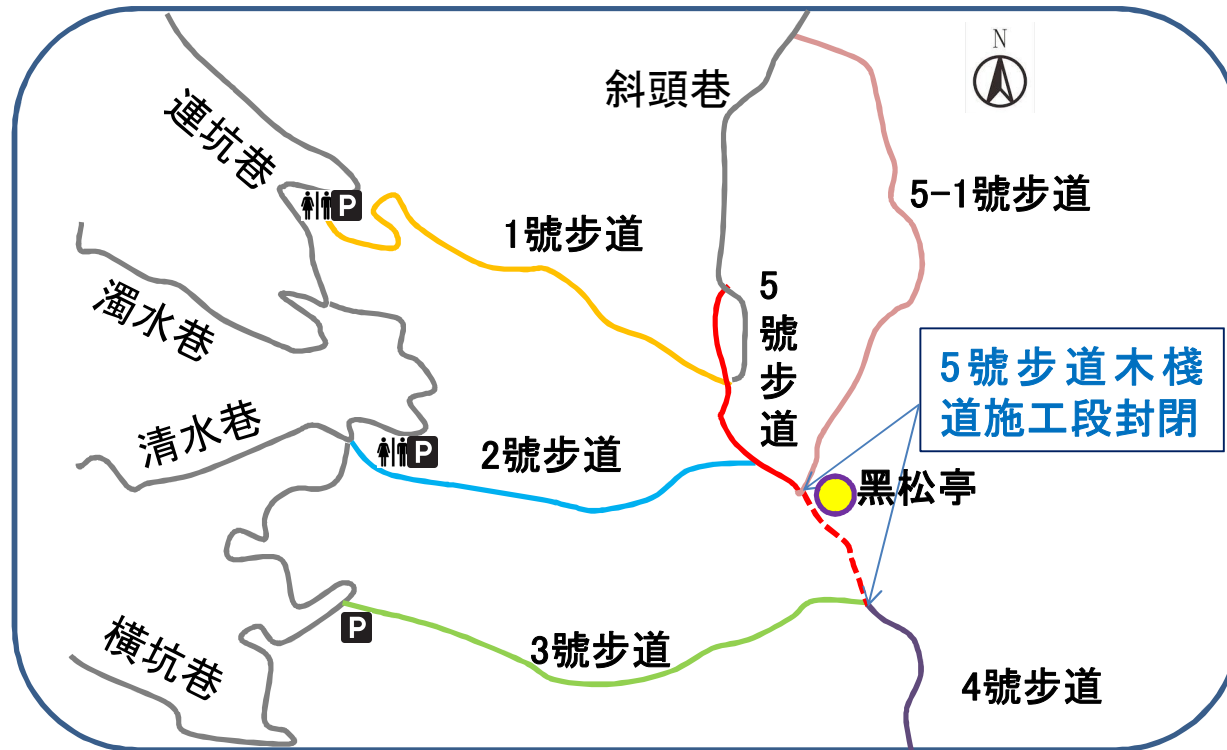 N
斜頭巷
連坑巷
5-1號步道
P
1號步道
濁水巷
5號步道
5號步道木棧
道施工段封閉
清水巷
P
2號步道
黑松亭
P
橫坑巷
3號步道
4號步道